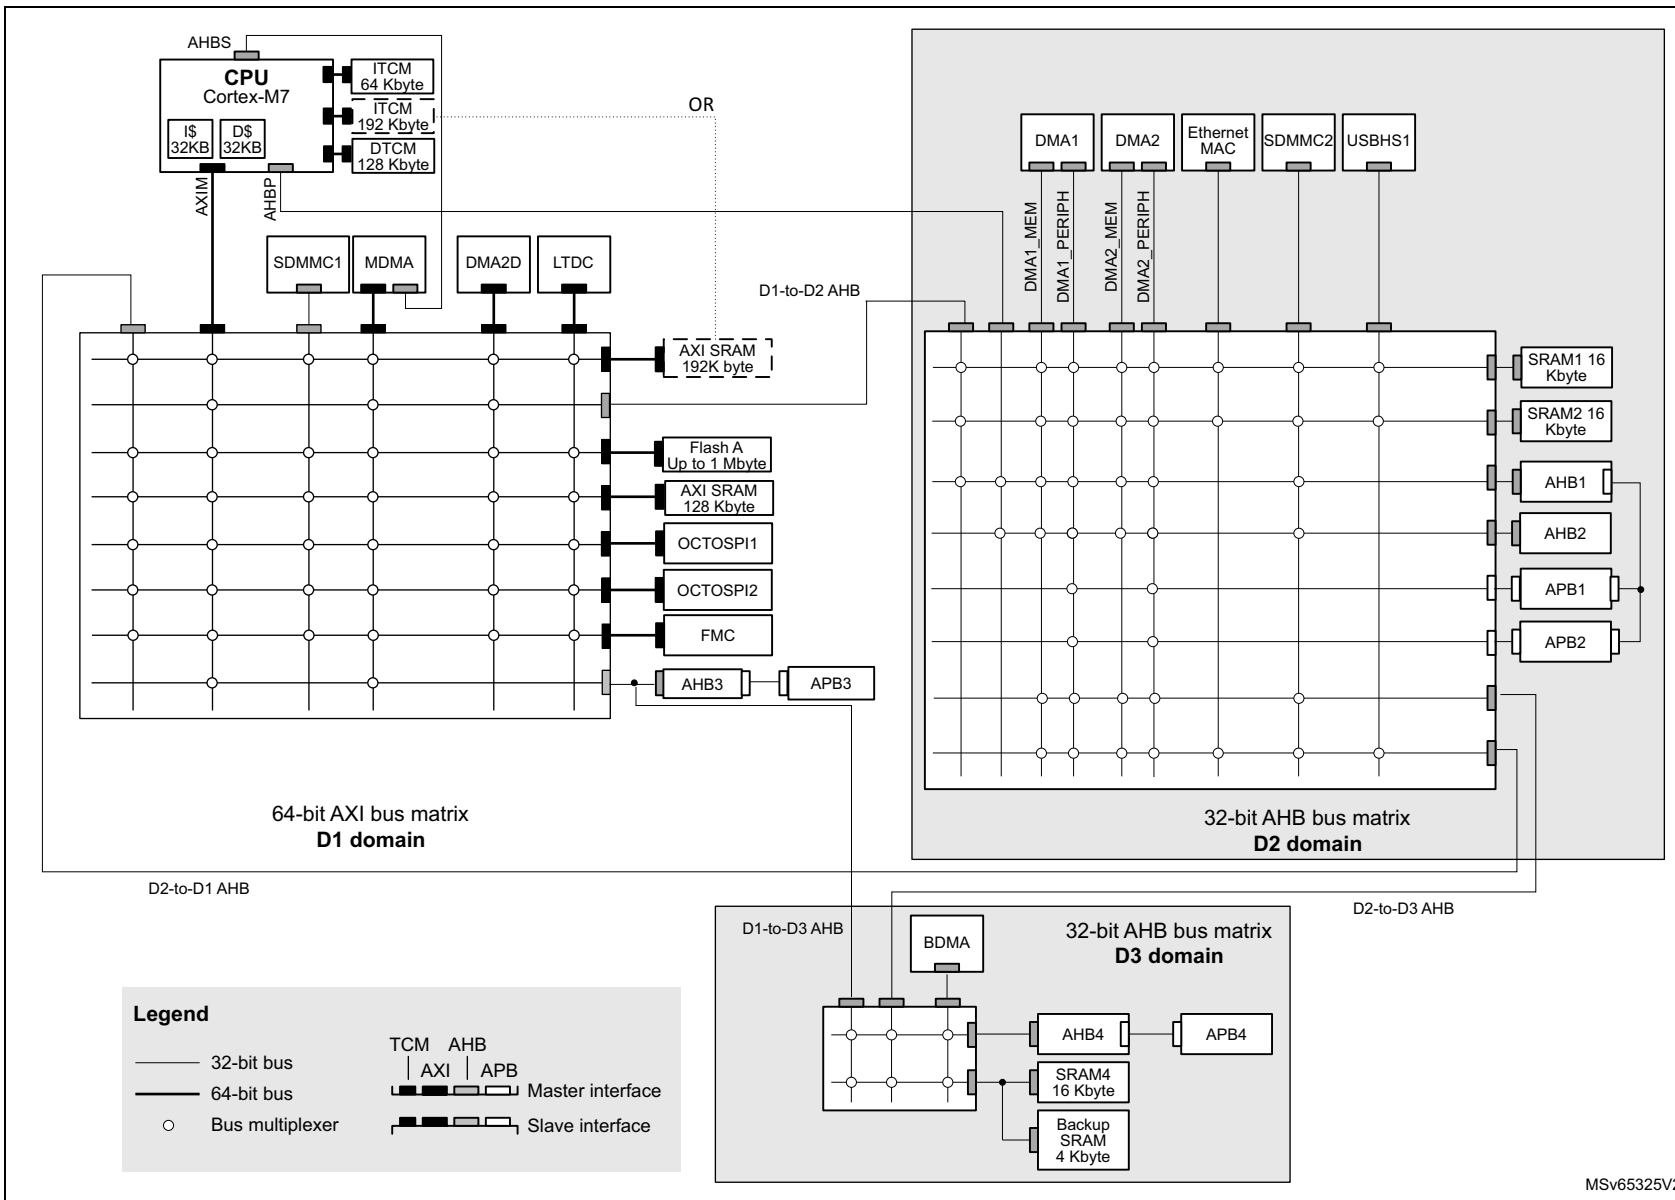 AHBS
CPU
Cortex-M7
I$
32KB
D$
32KB
ITCM
64 Kbyte
ITCM
192 Kbyte
DTCM
128 Kbyte
OR
AXIM
AHBP
SDMMC1
MDMA
DMA2D
LTDC
D1-to-D2 AHB
AXI SRAM
192K byte
Flash A
Up to 1 Mbyte
AXI SRAM
128 Kbyte
OCTOSPI1
OCTOSPI2
FMC
AHB3
APB3
64-bit AXI bus matrix
D1 domain
DMA1
DMA2
Ethernet
MAC
SDMMC2
USBHS1
DMA1_MEM
DMA1_PERIPH
DMA2_MEM
DMA2_PERIPH
SRAM1 16
Kbyte
SRAM2 16
Kbyte
AHB1
AHB2
APB1
APB2
32-bit AHB bus matrix
D2 domain
D2-to-D1 AHB
D2-to-D3 AHB
D1-to-D3 AHB
BDMA
32-bit AHB bus matrix
D3 domain
AHB4
APB4
SRAM4
16 Kbyte
Backup
SRAM
4 Kbyte
Legend
32-bit bus
64-bit bus
Bus multiplexer
TCM
AHB
AXI
APB
Master interface
Slave interface
MSv65325V2